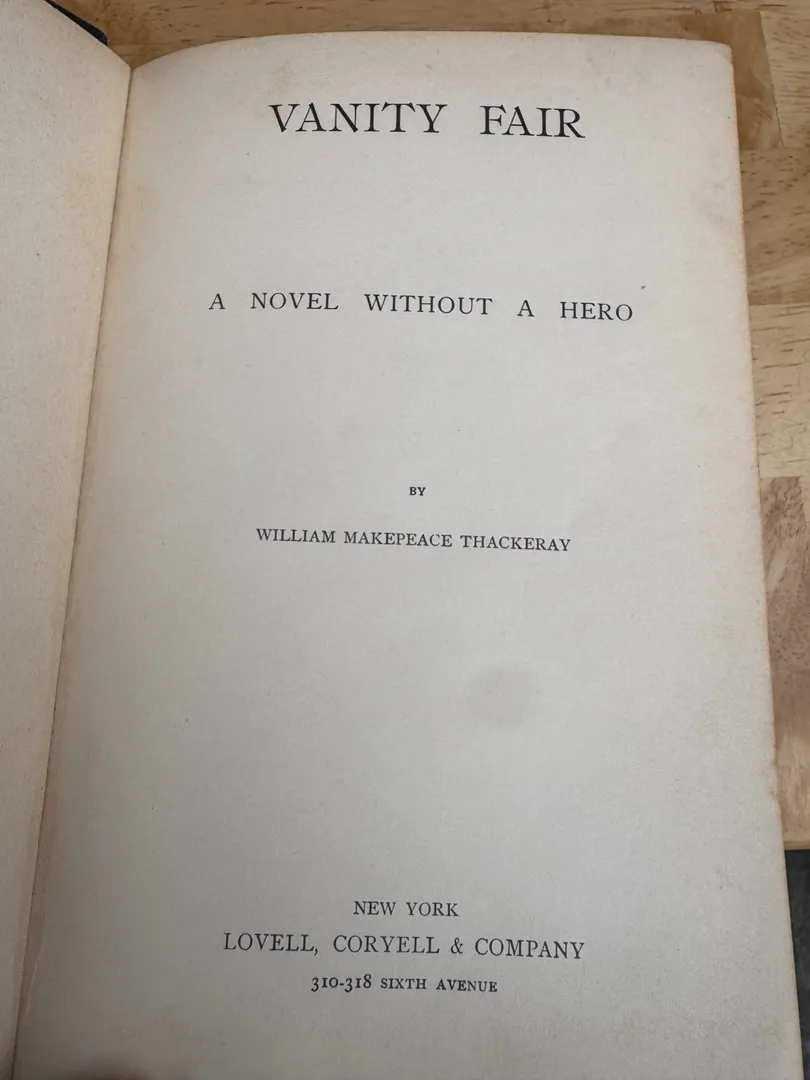 VANITY FAIR
A NOVEL WITHOUT A HERO
BY
WILLIAM MAKEPEACE THACKERAY
NEW YORK
LOVELL, CORYELL & COMPANY
310-318 SIXTH AVENUE